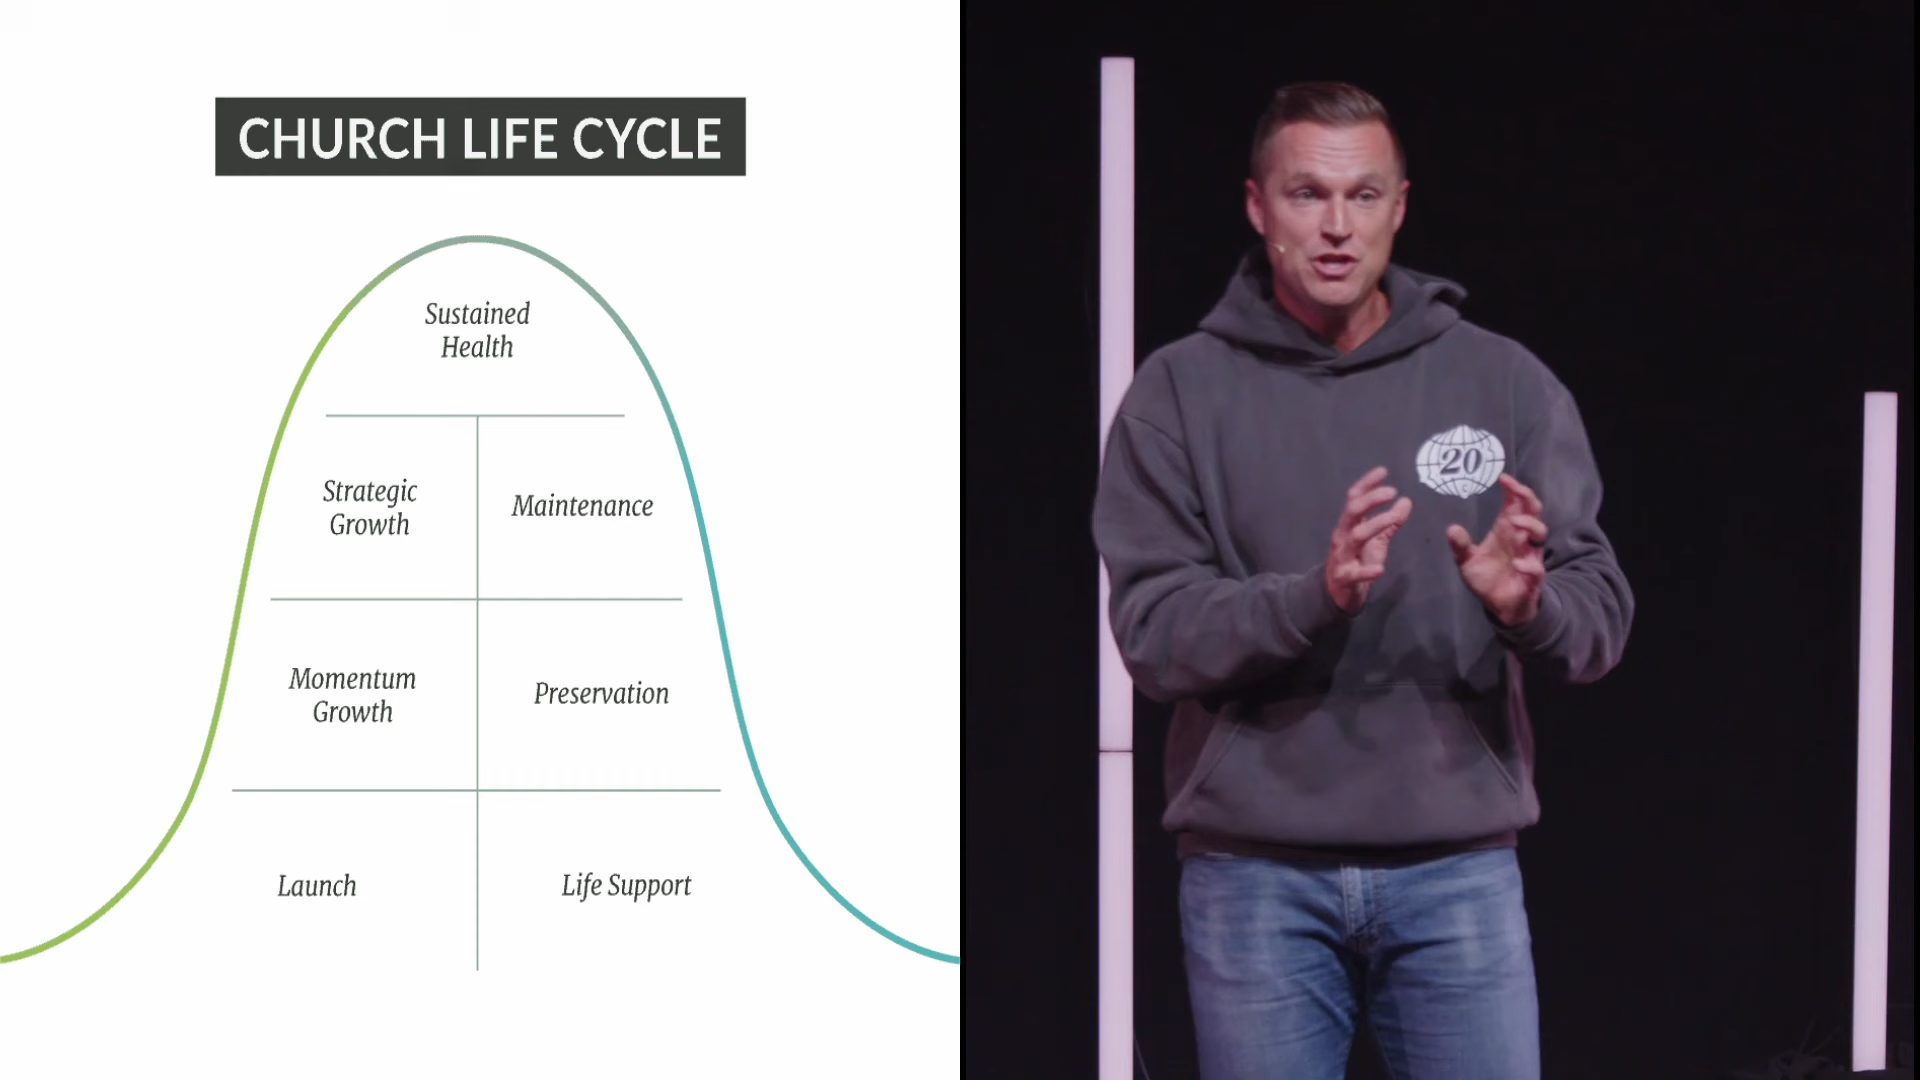 CHURCH LIFE CYCLE
Sustained
Health
Strategic
Growth
Maintenance
Momentum
Growth
Preservation
Launch
Life Support
20
C